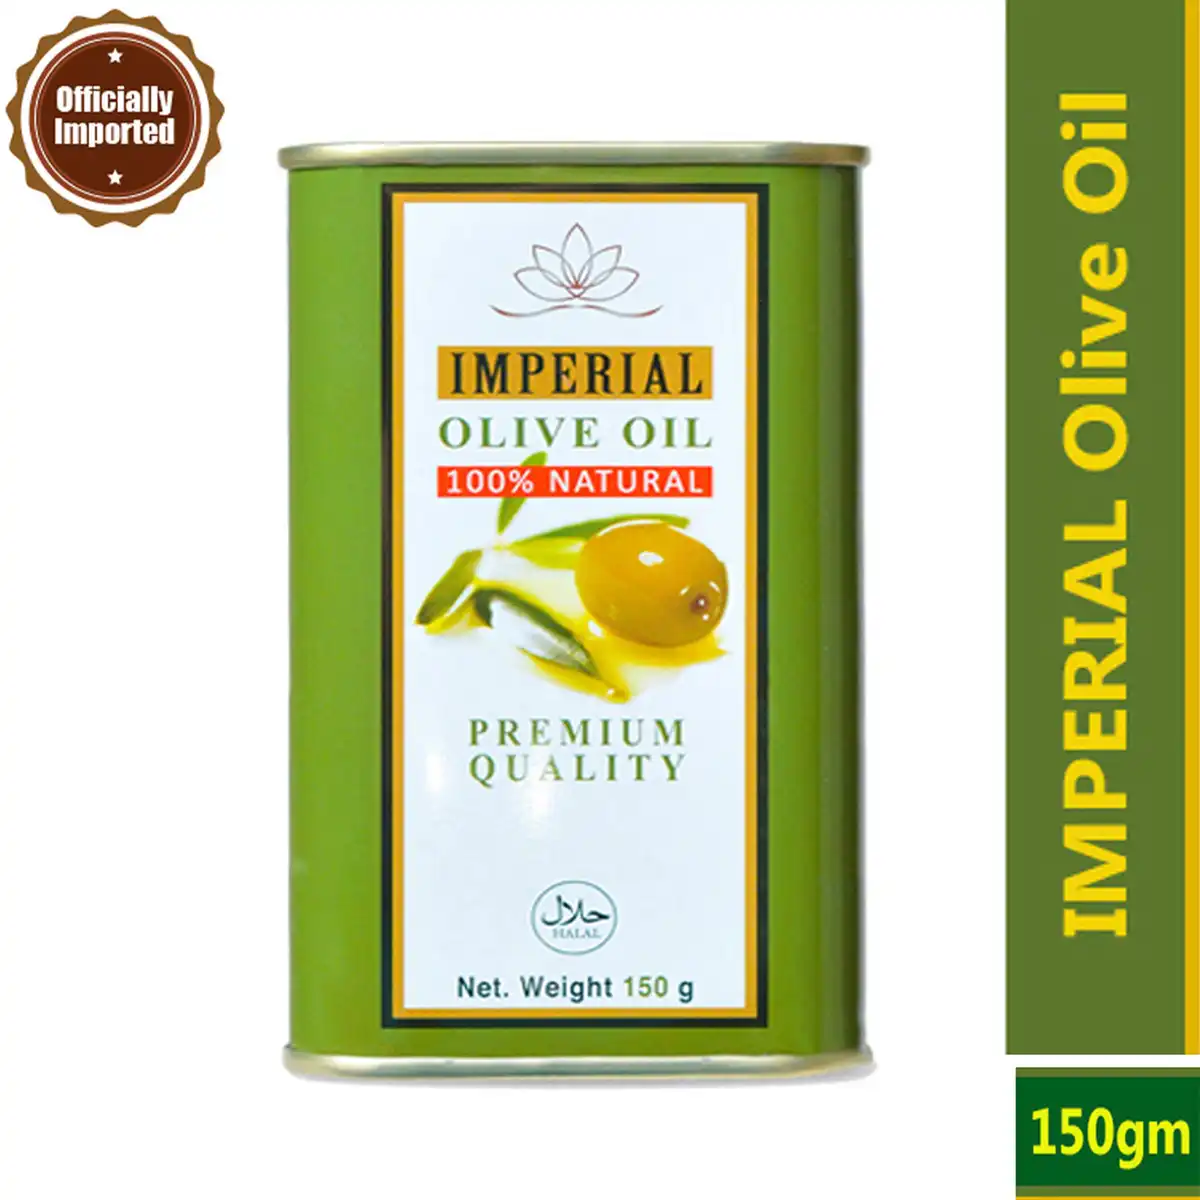 Officially
Imported
IMPERIAL
OLIVE OIL
100% NATURAL
PREMIUM
QUALITY
حلال
HALAL
Net. Weight 150 g
IMPERIAL Olive Oil
150gm